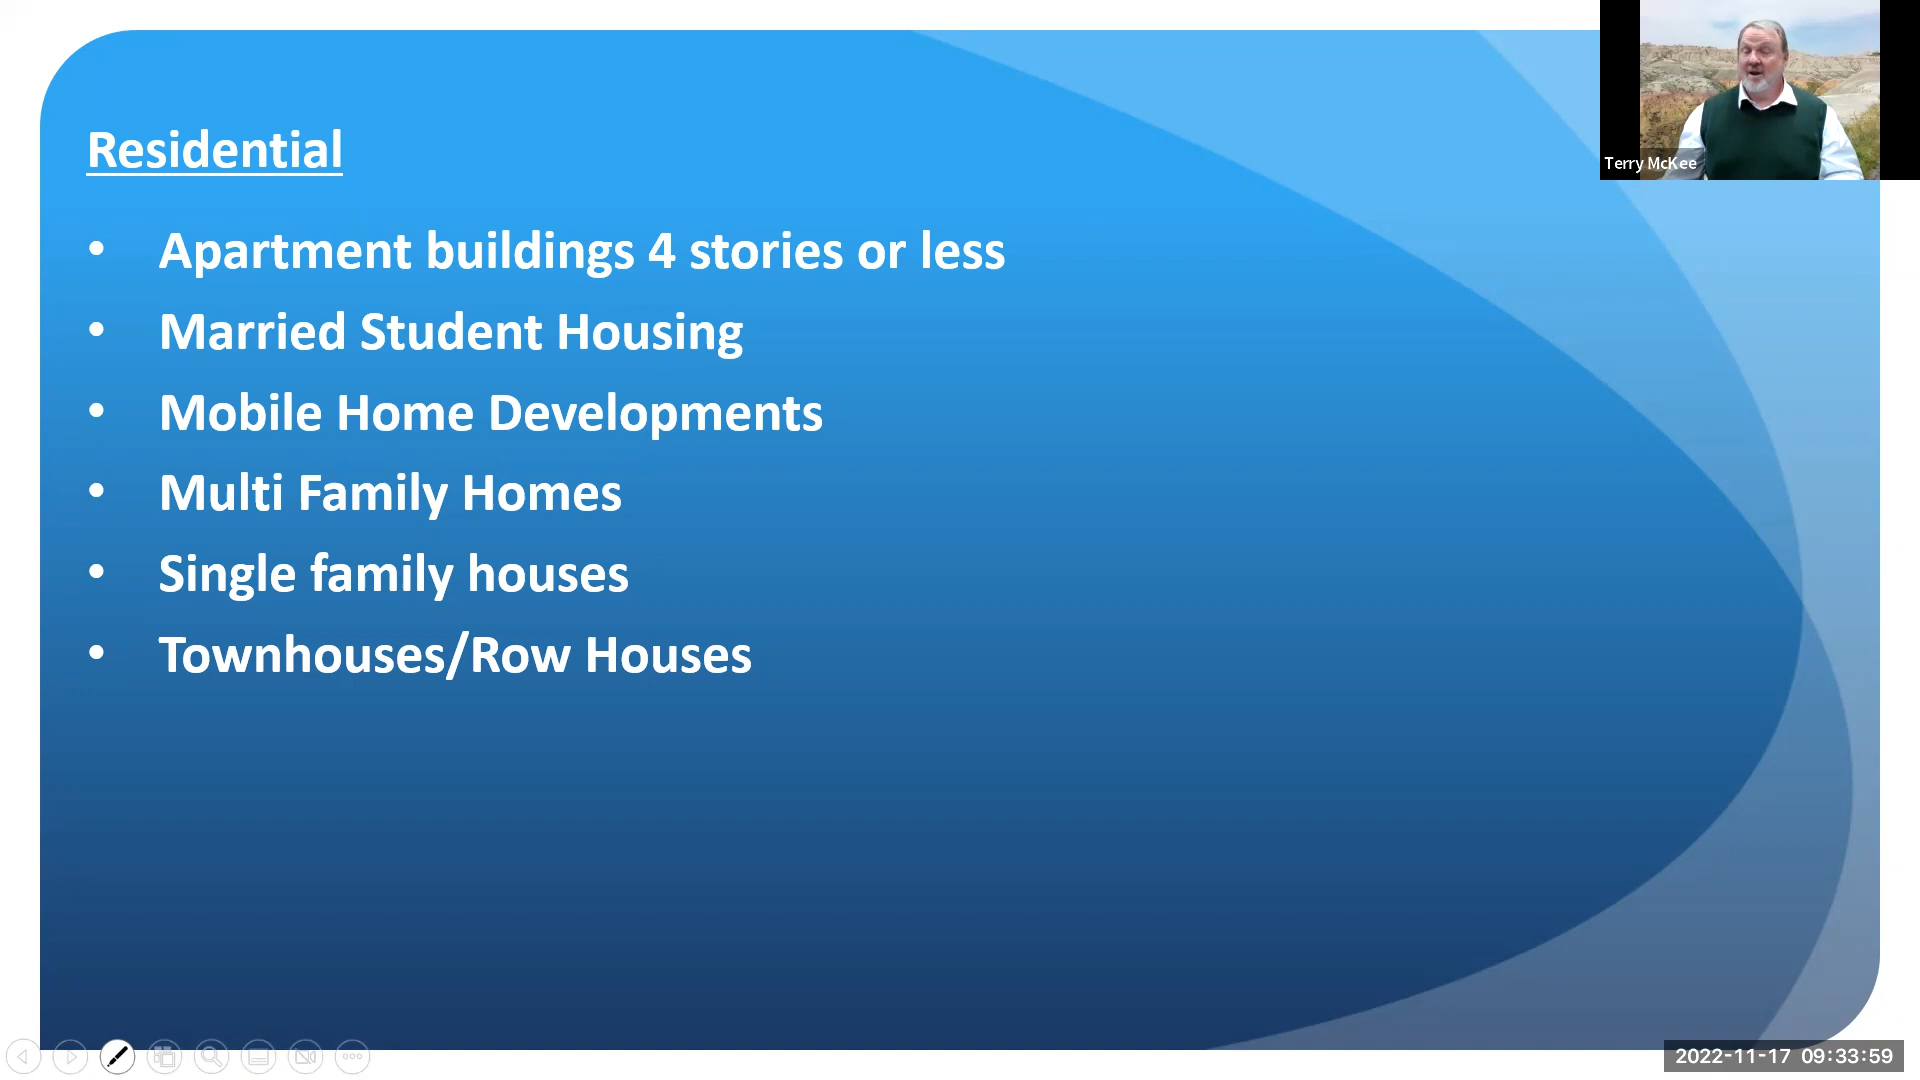 Residential
• Apartment buildings 4 stories or less
• Married Student Housing
• Mobile Home Developments
• Multi Family Homes
• Single family houses
• Townhouses/Row Houses
Terry McKee
2022-11-17 09:33:59